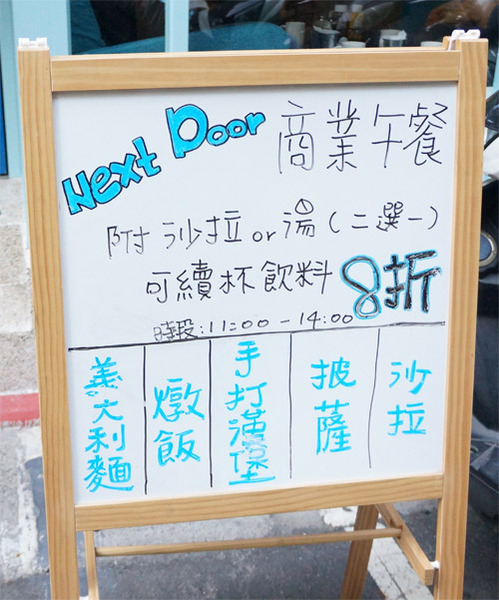 Next Door 商業午餐
附沙拉or湯(二選一)
可續杯飲料 8折
時段:11:00-14:00
義大利麵
燉飯
手打漢堡
披薩
沙拉